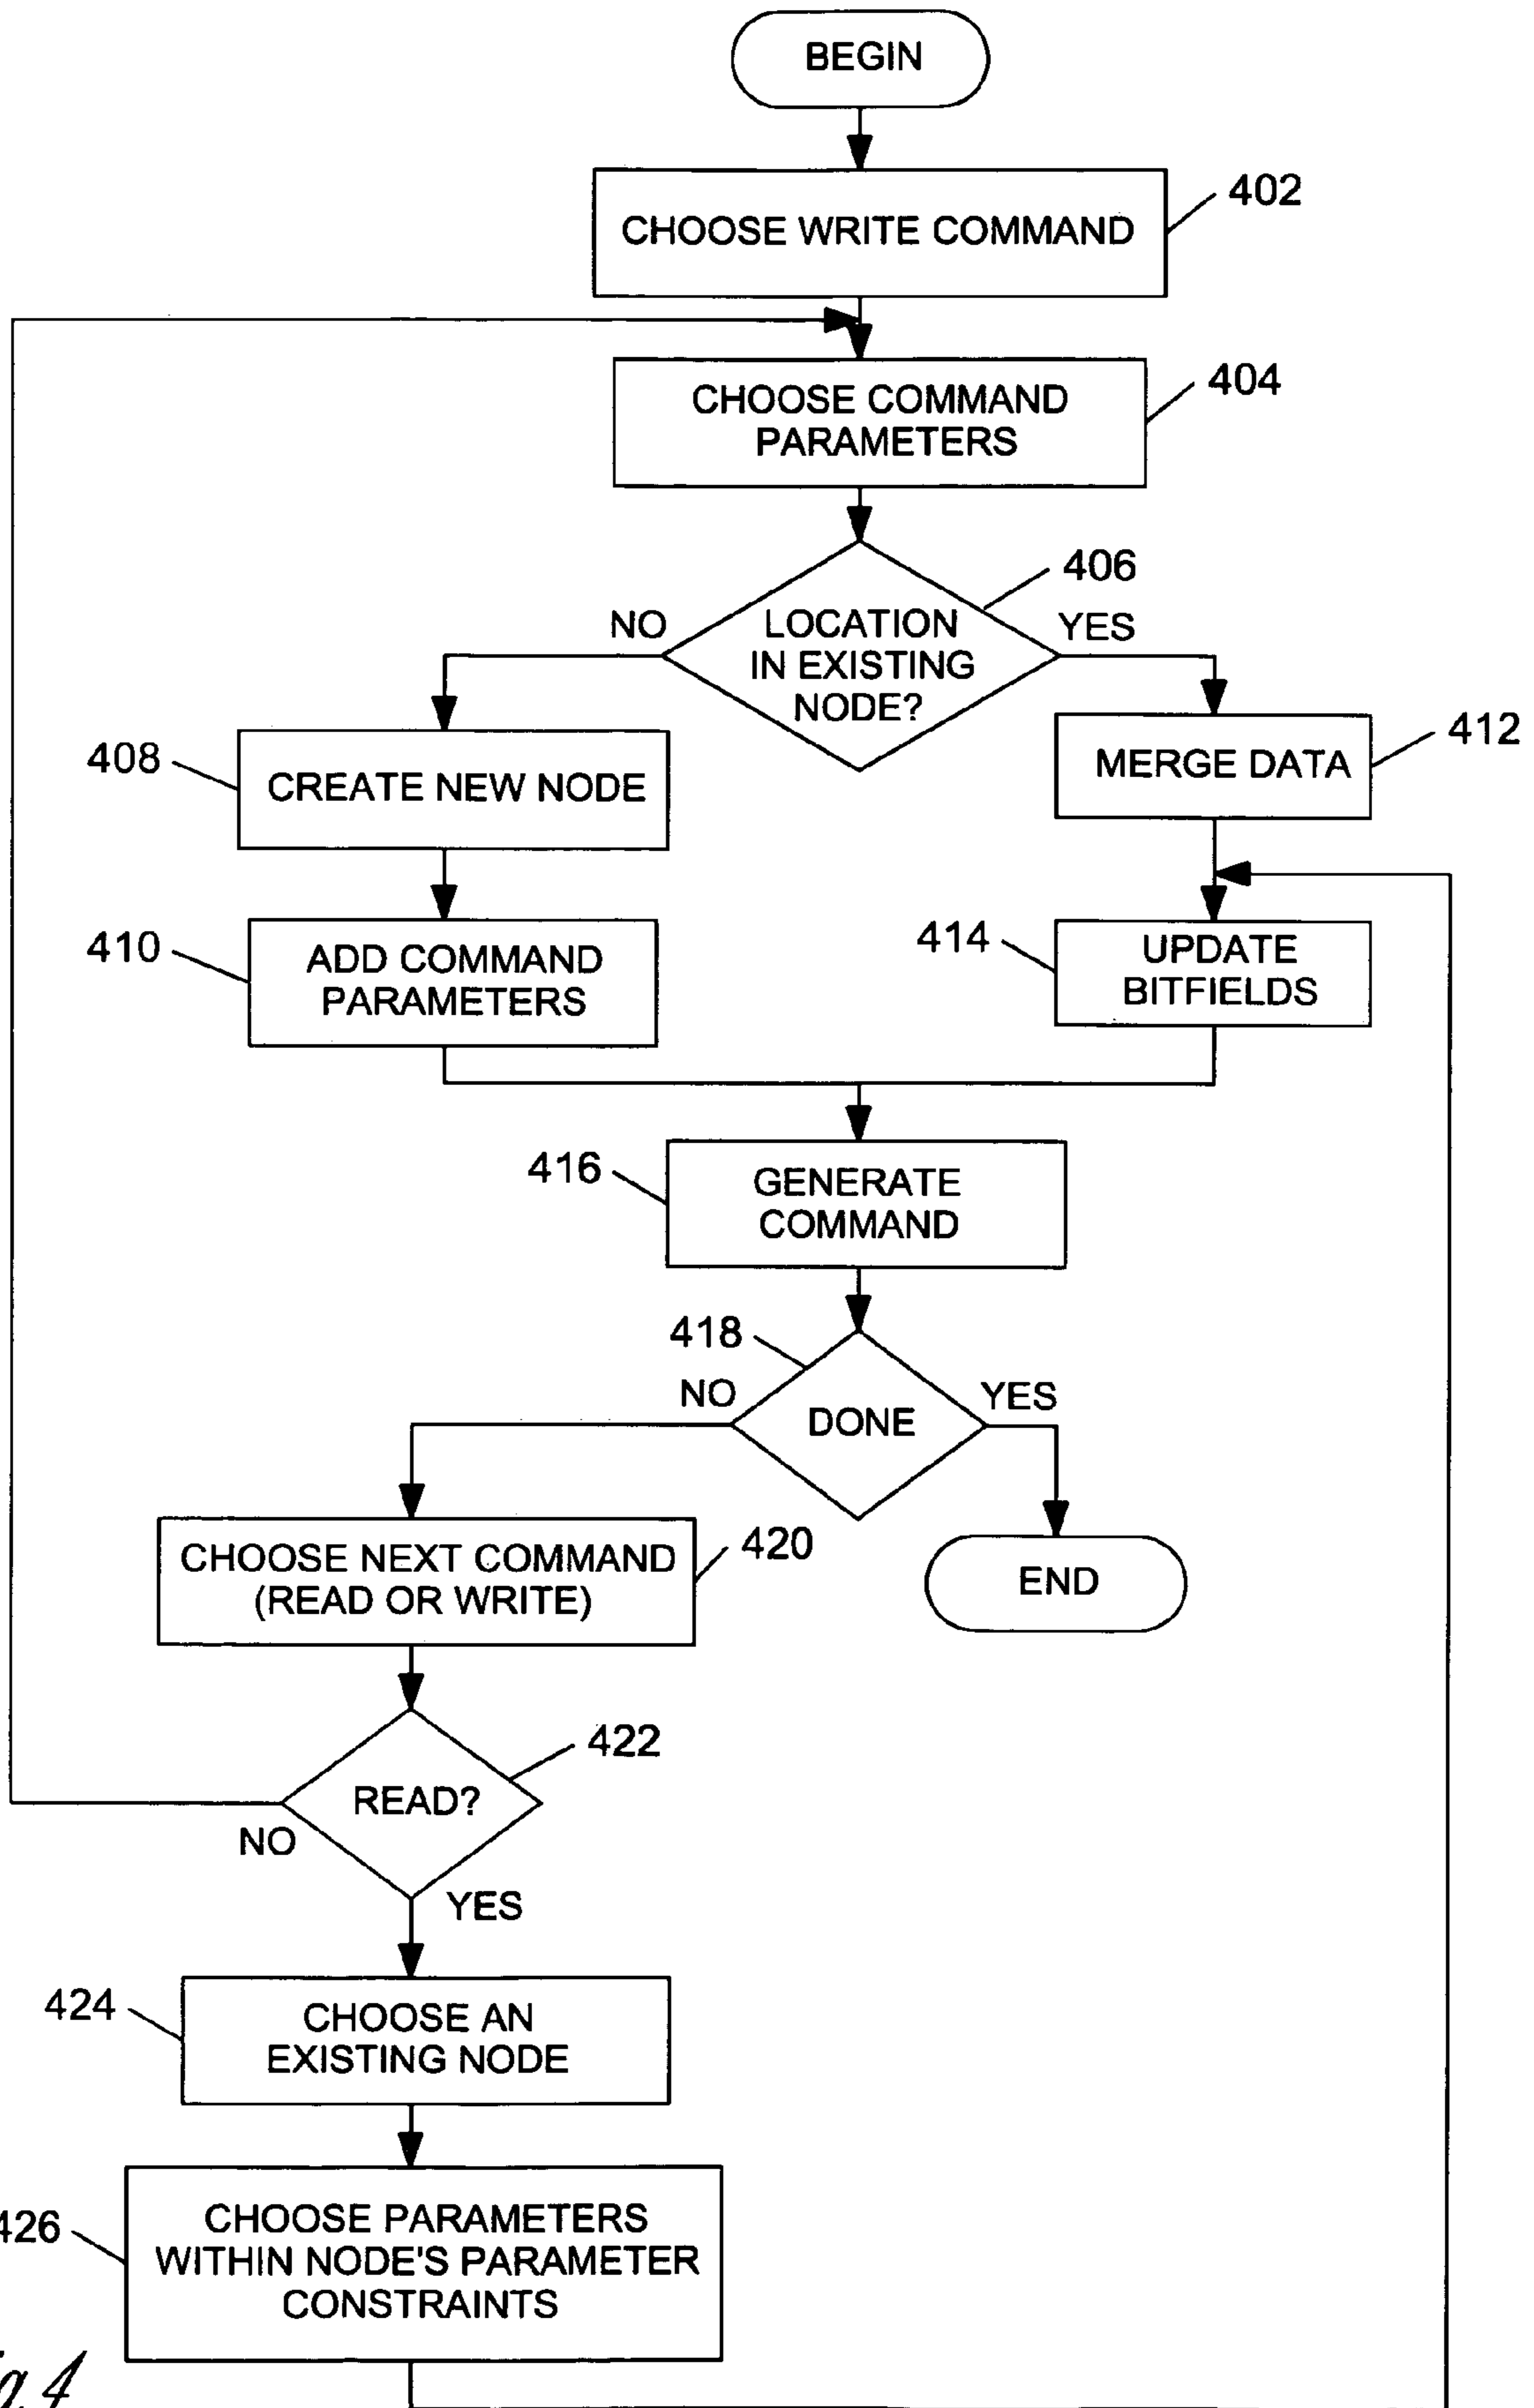 BEGIN
CHOOSE WRITE COMMAND
402
CHOOSE COMMAND
PARAMETERS
404
406
NO
LOCATION
IN EXISTING
NODE?
YES
408
CREATE NEW NODE
MERGE DATA
412
410
ADD COMMAND
PARAMETERS
414
UPDATE
BITFIELDS
416
GENERATE
COMMAND
418
NO
DONE
YES
CHOOSE NEXT COMMAND
(READ OR WRITE)
420
END
422
READ?
NO
YES
424
CHOOSE AN
EXISTING NODE
426
CHOOSE PARAMETERS
WITHIN NODE'S PARAMETER
CONSTRAINTS